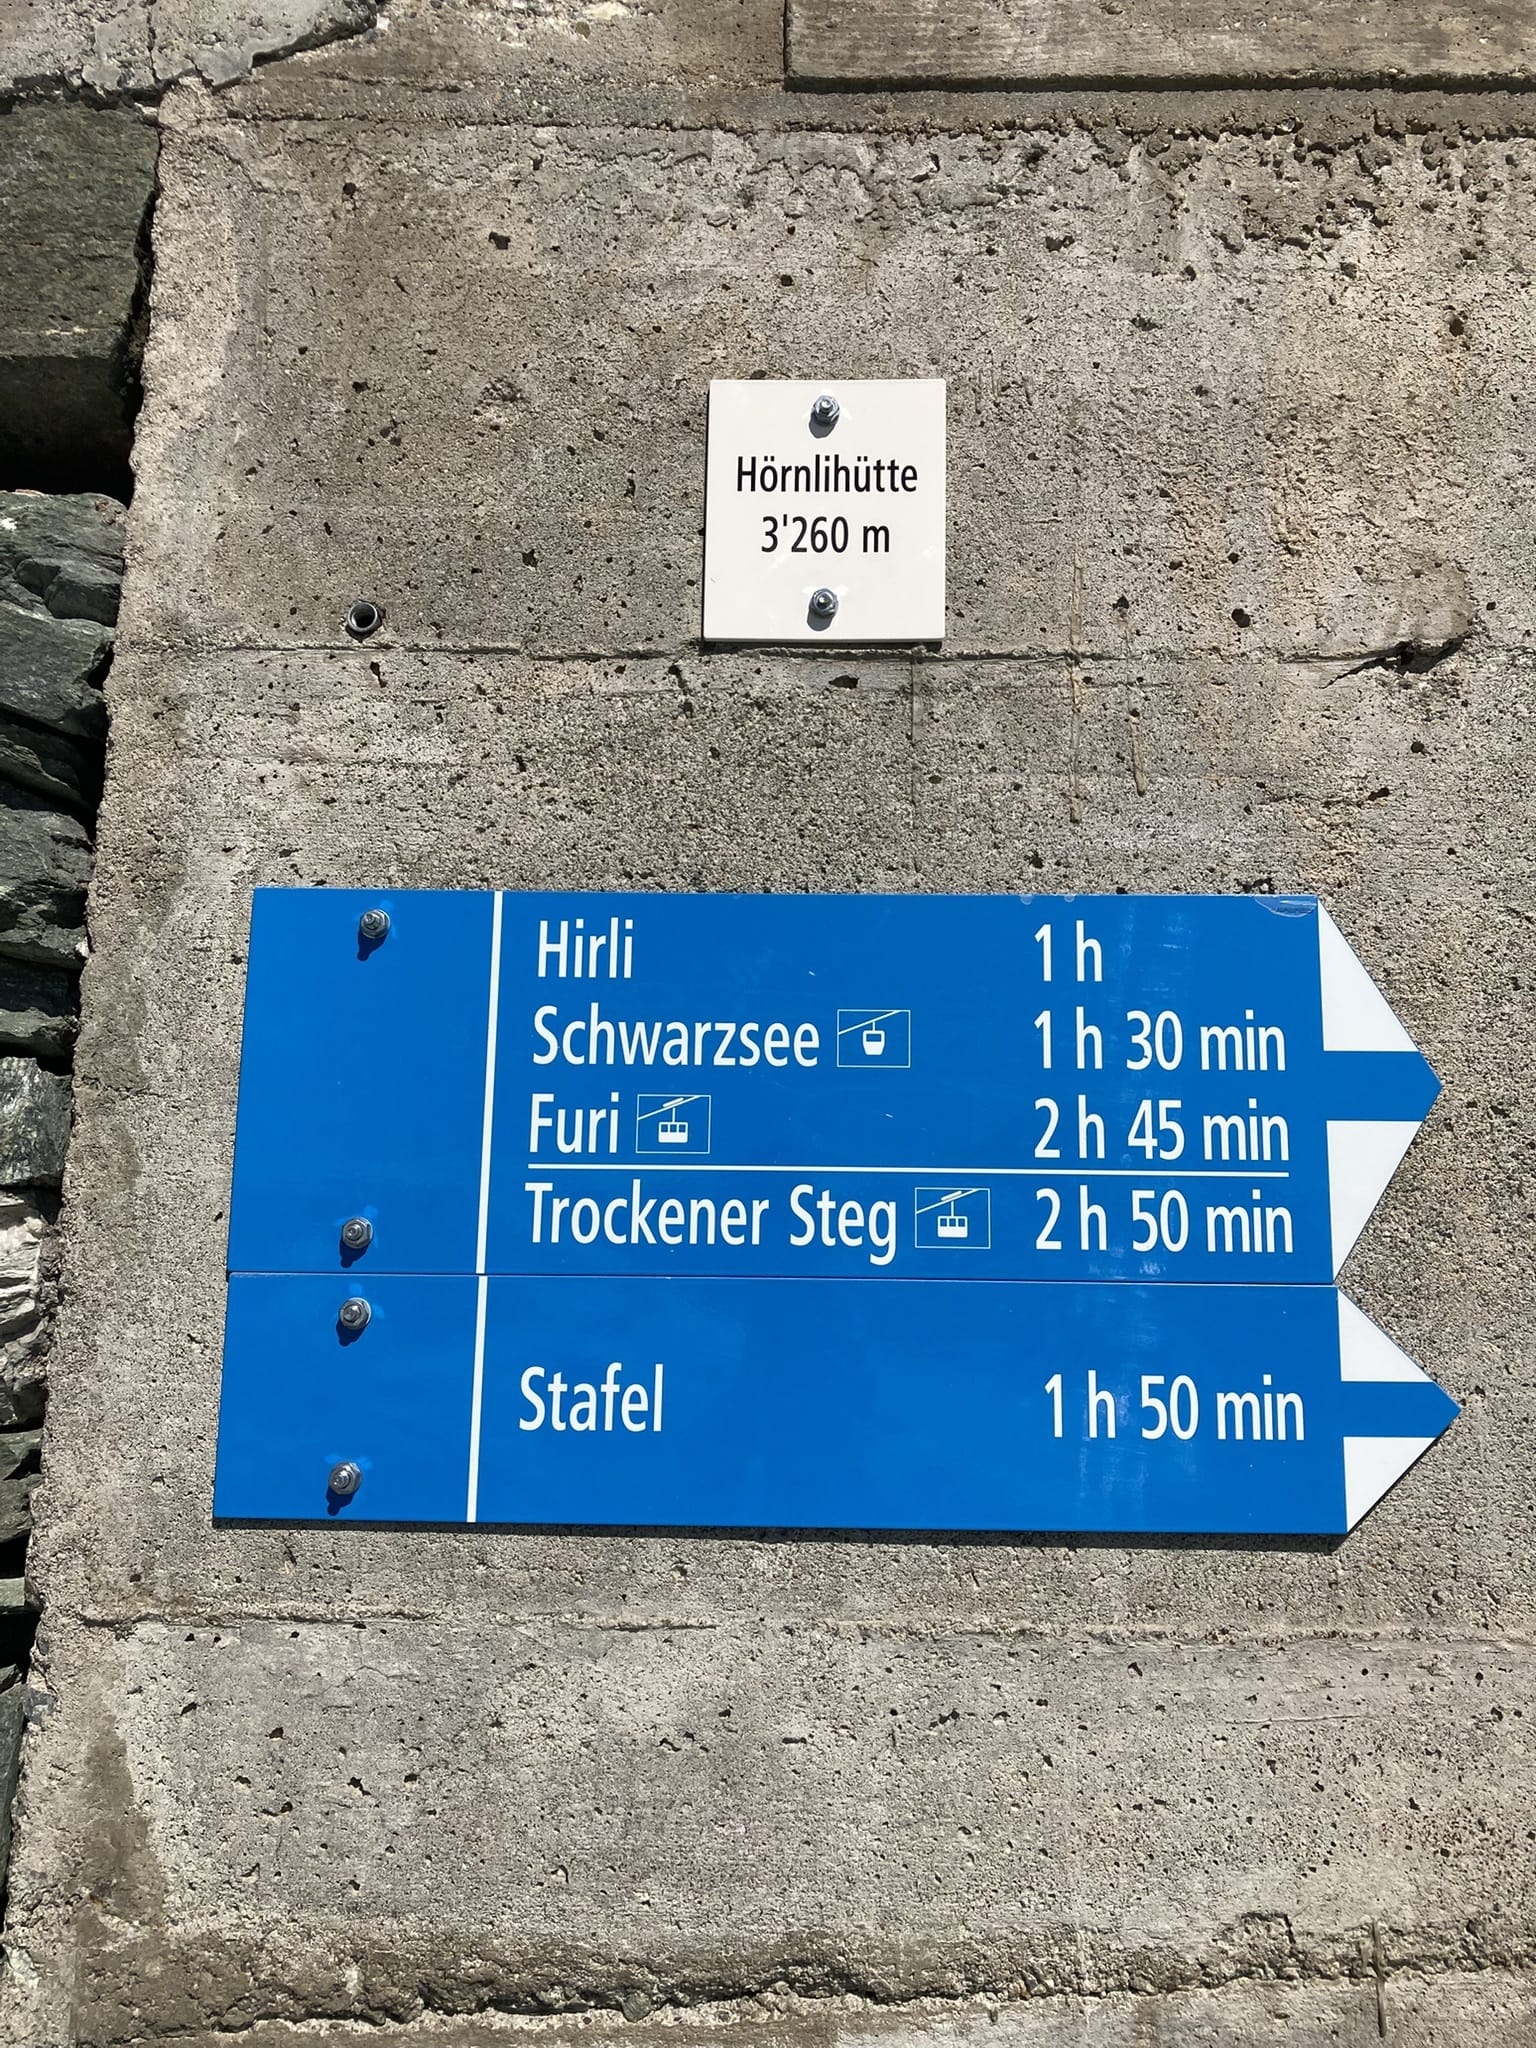 Hörnlihütte
3'260 m
Hirli 1 h
Schwarzsee 1 h 30 min
Furi 2 h 45 min
Trockener Steg 2 h 50 min
Stafel 1 h 50 min